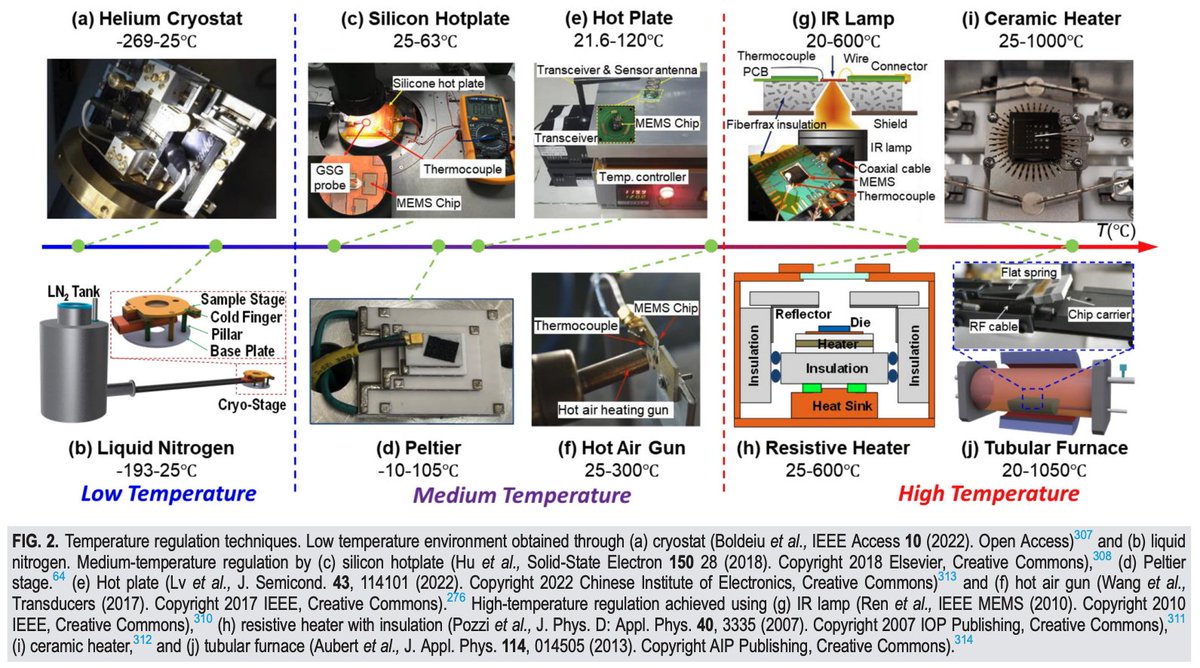 (a) Helium Cryostat
-269-25℃
(c) Silicon Hotplate
25-63℃
Silicone hot plate
Thermocouple
GSG
probe
MEMS Chip
(e) Hot Plate
21.6-120℃
Transceiver & Sensor antenna
MEMS Chip
Transceiver
Temp. controller
(g) IR Lamp
20-600℃
Thermocouple
Wire
Connector
PCB
Fiberfrax insulation
Shield
IR lamp
Coaxial cable
MEMS
Thermocouple
(i) Ceramic Heater
25-1000℃
T(℃)
LN2 Tank
Sample Stage
Cold Finger
Pillar
Base Plate
Cryo-Stage
(b) Liquid Nitrogen
-193-25℃
(d) Peltier
-10-105℃
Thermocouple
MEMS Chip
Hot air heating gun
(f) Hot Air Gun
25-300℃
Reflector
Die
Heater
Insulation
Insulation
Insulation
Heat Sink
(h) Resistive Heater
25-600℃
Flat spring
RF cable
Chip carrier
(j) Tubular Furnace
20-1050℃
Low Temperature
Medium Temperature
High Temperature
FIG. 2. Temperature regulation techniques. Low temperature environment obtained through (a) cryostat (Boldeiu et al., IEEE Access 10 (2022). Open Access)307 and (b) liquid
nitrogen. Medium-temperature regulation by (c) silicon hotplate (Hu et al., Solid-State Electron 150 28 (2018). Copyright 2018 Elsevier, Creative Commons),308 (d) Peltier
stage.64 (e) Hot plate (Lv et al., J. Semicond. 43, 114101 (2022). Copyright 2022 Chinese Institute of Electronics, Creative Commons)313 and (f) hot air gun (Wang et al.,
Transducers (2017). Copyright 2017 IEEE, Creative Commons).276 High-temperature regulation achieved using (g) IR lamp (Ren et al., IEEE MEMS (2010). Copyright 2010
IEEE, Creative Commons),310 (h) resistive heater with insulation (Pozzi et al., J. Phys. D: Appl. Phys. 40, 3335 (2007). Copyright 2007 IOP Publishing, Creative Commons),311
(i) ceramic heater,312 and (j) tubular furnace (Aubert et al., J. Appl. Phys. 114, 014505 (2013). Copyright AIP Publishing, Creative Commons).314